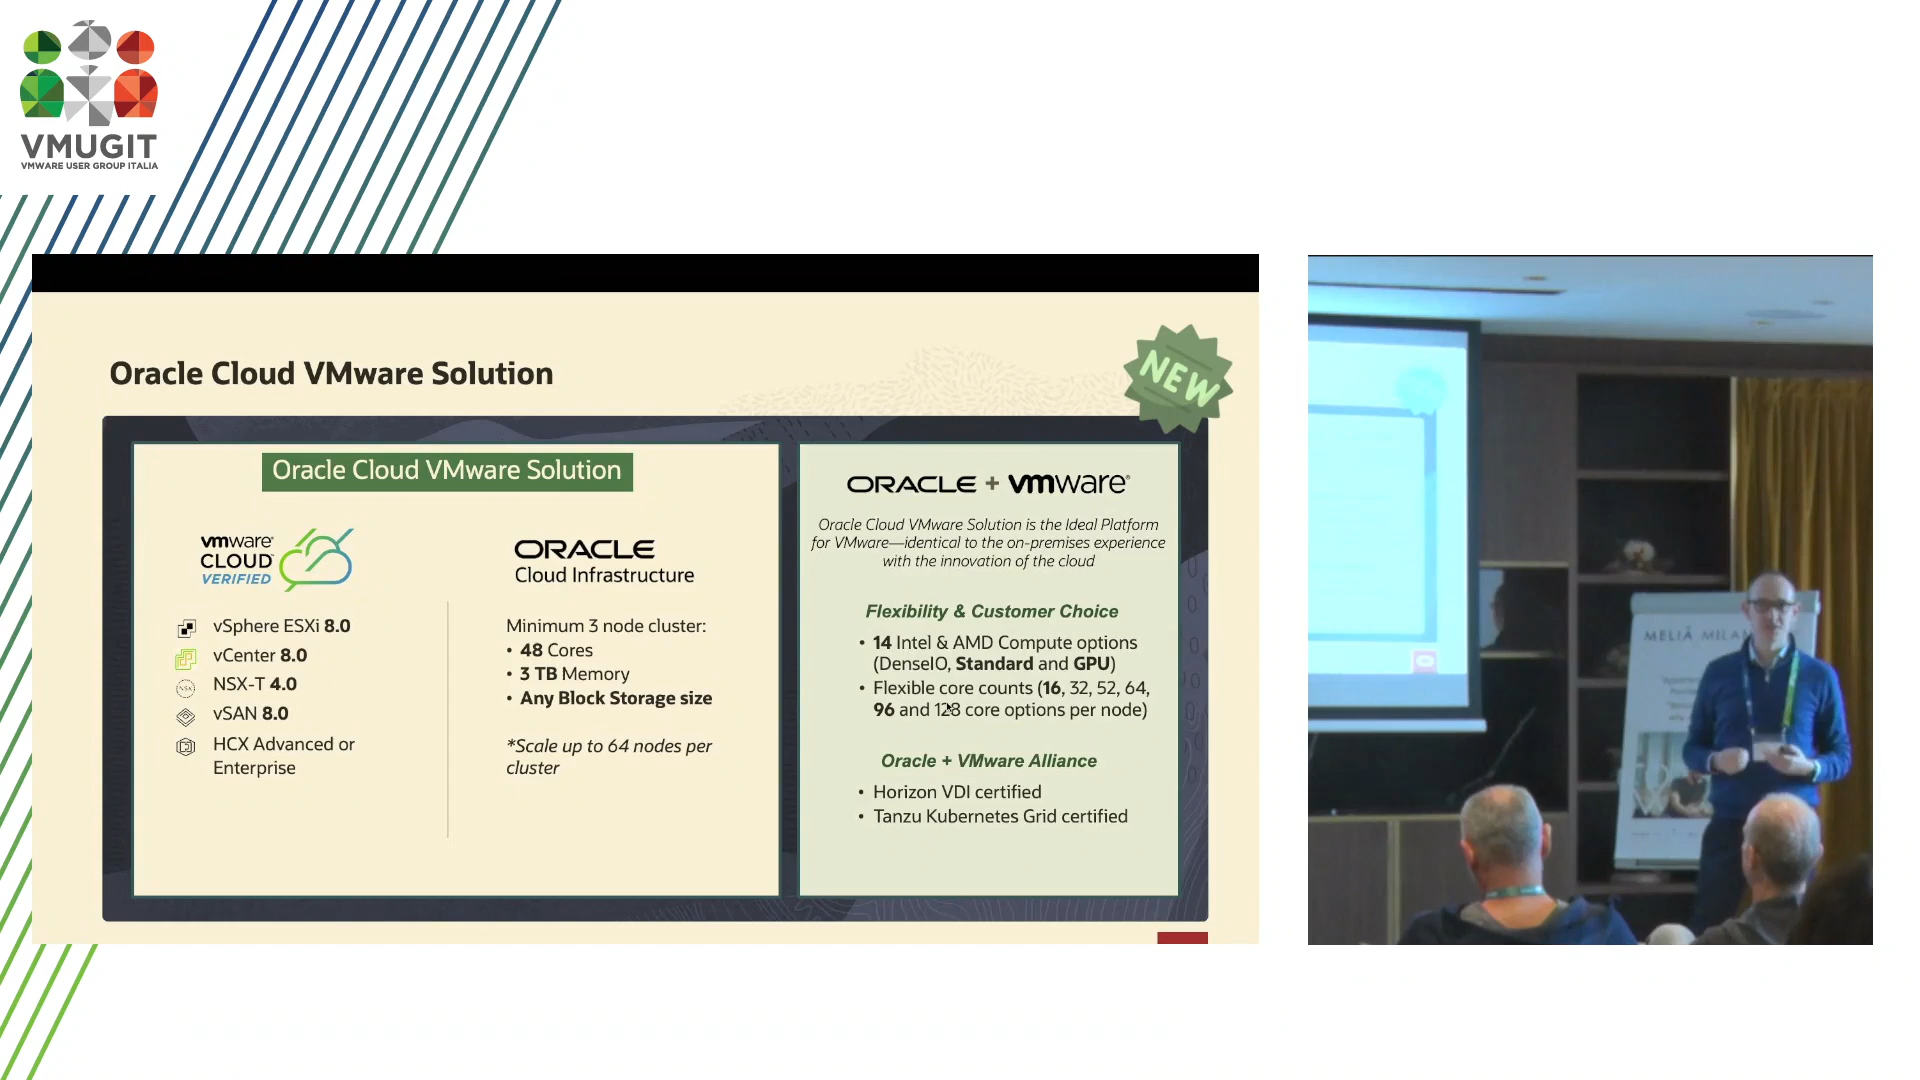 VMUGIT
VMWARE USER GROUP ITALIA
Oracle Cloud VMware Solution
NEW
Oracle Cloud VMware Solution
vmware
CLOUD
VERIFIED
vSphere ESXi 8.0
vCenter 8.0
NSX-T 4.0
vSAN 8.0
HCX Advanced or
Enterprise
ORACLE
Cloud Infrastructure
Minimum 3 node cluster:
• 48 Cores
• 3 TB Memory
• Any Block Storage size
*Scale up to 64 nodes per
cluster
ORACLE + vmware®
Oracle Cloud VMware Solution is the Ideal Platform
for VMware—identical to the on-premises experience
with the innovation of the cloud
Flexibility & Customer Choice
• 14 Intel & AMD Compute options
(DenseIO, Standard and GPU)
• Flexible core counts (16, 32, 52, 64,
96 and 128 core options per node)
Oracle + VMware Alliance
• Horizon VDI certified
• Tanzu Kubernetes Grid certified
MELIÃ MILAN